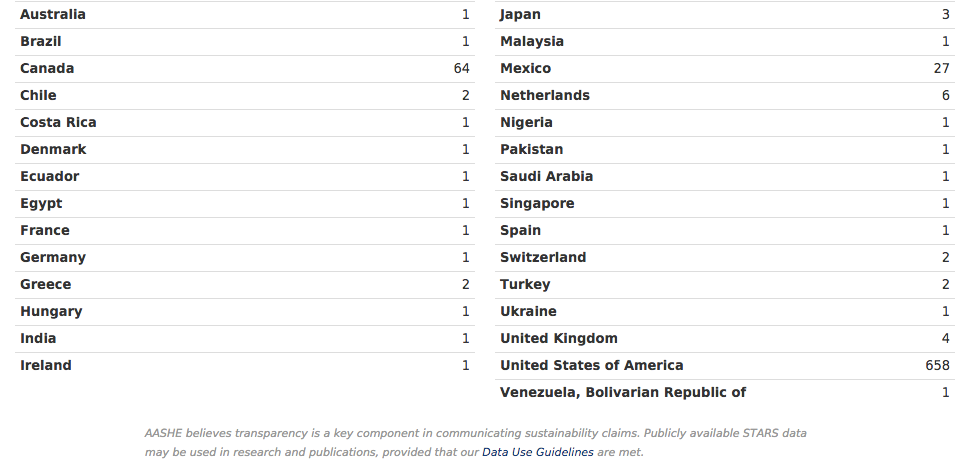 Australia 1
Brazil 1
Canada 64
Chile 2
Costa Rica 1
Denmark 1
Ecuador 1
Egypt 1
France 1
Germany 1
Greece 2
Hungary 1
India 1
Ireland 1
Japan 3
Malaysia 1
Mexico 27
Netherlands 6
Nigeria 1
Pakistan 1
Saudi Arabia 1
Singapore 1
Spain 1
Switzerland 2
Turkey 2
Ukraine 1
United Kingdom 4
United States of America 658
Venezuela, Bolivarian Republic of 1
AASHE believes transparency is a key component in communicating sustainability claims. Publicly available STARS data
may be used in research and publications, provided that our Data Use Guidelines are met.